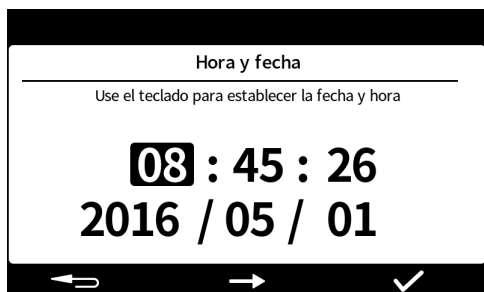 Hora y fecha
Use el teclado para establecer la fecha y hora
08 : 45 : 26
2016 / 05 / 01